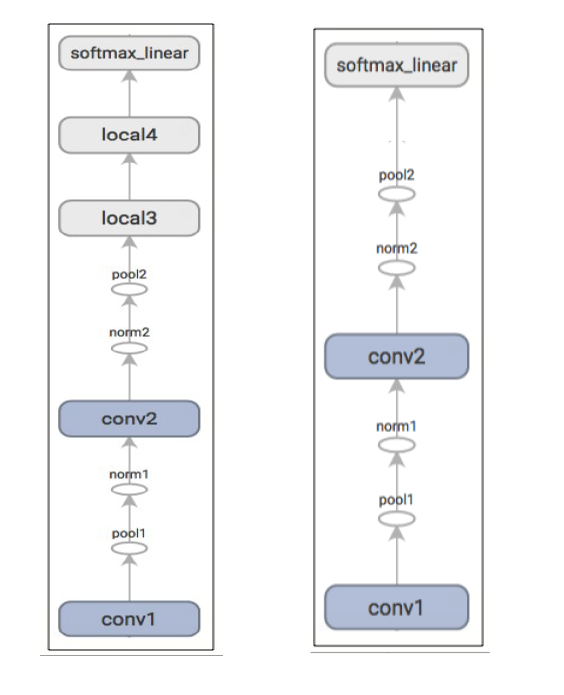 softmax_linear
local4
local3
pool2
norm2
conv2
norm1
pool1
conv1
softmax_linear
pool2
norm2
conv2
norm1
pool1
conv1